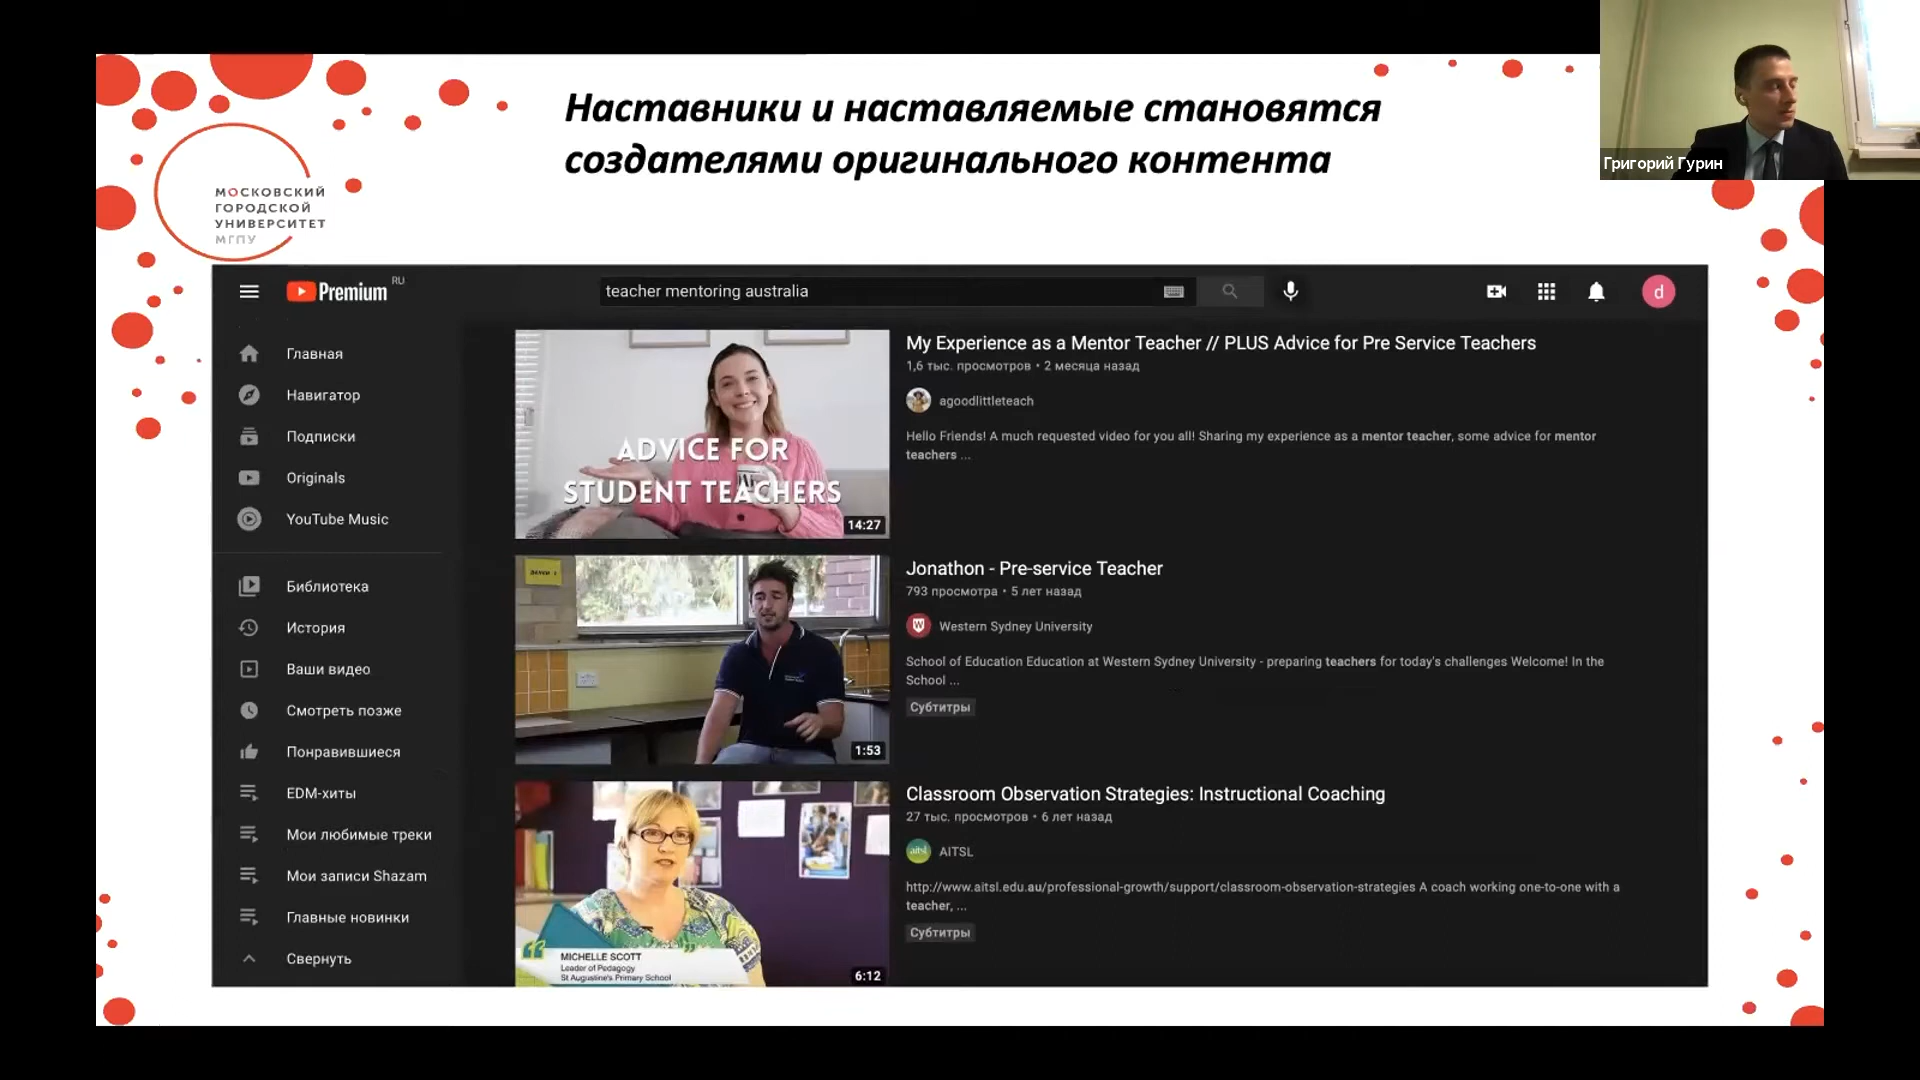 Наставники и наставляемые становятся
создателями оригинального контента
Григорий Гурин
МОСКОВСКИЙ
ГОРОДСКОЙ
УНИВЕРСИТЕТ
МГПУ
Premium
RU
teacher mentoring australia
d
Главная
Навигатор
Подписки
Originals
YouTube Music
Библиотека
История
Ваши видео
Смотреть позже
Понравившиеся
EDM-хиты
Мои любимые треки
Мои записи Shazam
Главные новинки
Свернуть
ADVICE FOR
STUDENT TEACHERS
14:27
My Experience as a Mentor Teacher // PLUS Advice for Pre Service Teachers
1,6 тыс. просмотров • 2 месяца назад
agoodlittleteach
Hello Friends! A much requested video for you all! Sharing my experience as a mentor teacher, some advice for mentor
teachers ...
1:53
Jonathon - Pre-service Teacher
793 просмотра • 5 лет назад
Western Sydney University
School of Education Education at Western Sydney University - preparing teachers for today's challenges Welcome! In the
School ...
Субтитры
MICHELLE SCOTT
Leader of Pedagogy
St Augustine's Primary School
6:12
Classroom Observation Strategies: Instructional Coaching
27 тыс. просмотров • 6 лет назад
aitsl
AITSL
http://www.aitsl.edu.au/professional-growth/support/classroom-observation-strategies A coach working one-to-one with a
teacher, ...
Субтитры